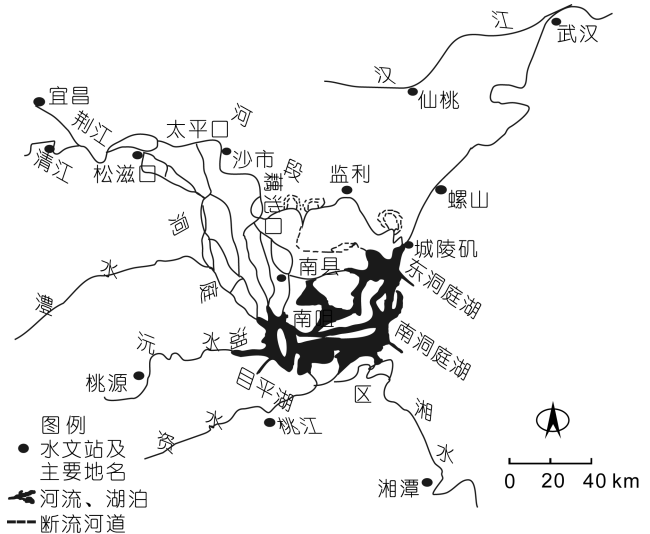 江
武汉
汉
仙桃
宜昌
荆江
太平口
河
段
清江
松滋口
沙市
藕池口
监利
螺山
洞
庭
湖
区
城陵矶
东洞庭湖
南县
南咀
南洞庭湖
水
澧
沅
水
桃源
目平湖
资
水
桃江
湘
水
湘潭
图例
水文站及
主要地名
河流、湖泊
断流河道
0 20 40 km